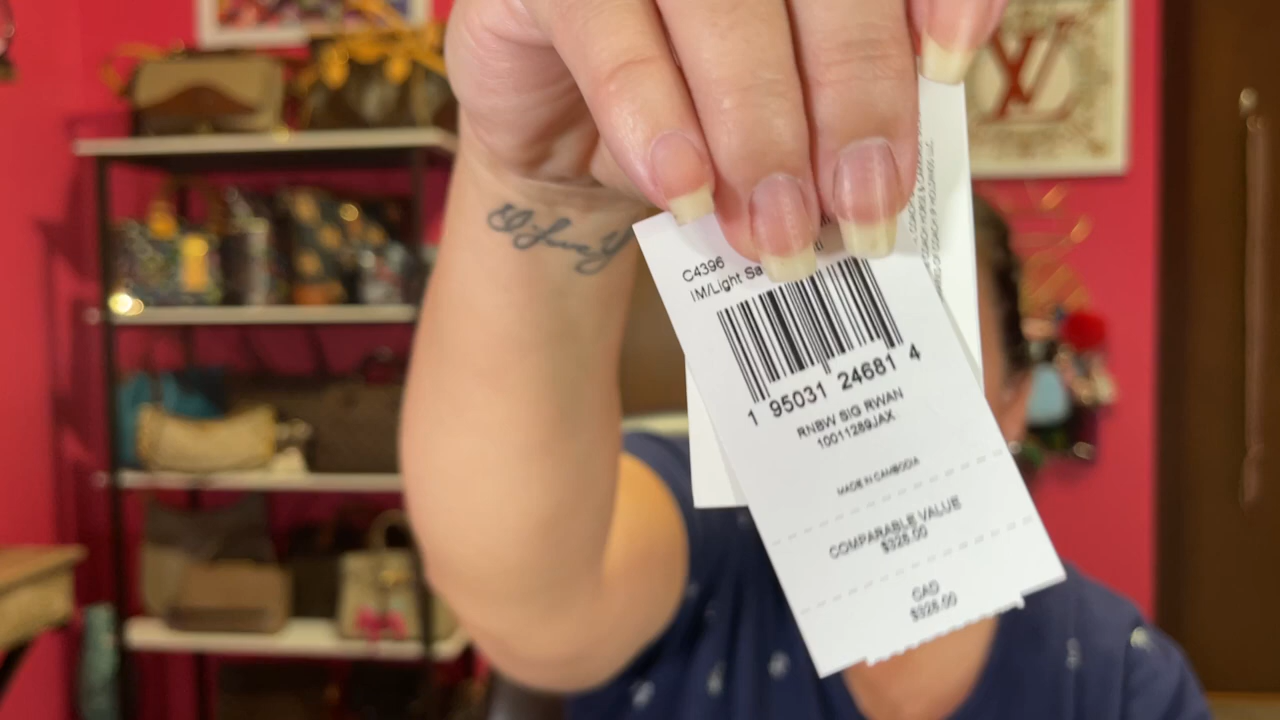 C4396
IM/Light Sa
1 95031 24681 4
RNBW SIG RWAN
10011289JAX
MADE IN CAMBODIA
COMPARABLE VALUE
$328.00
CAD
$328.00
LV